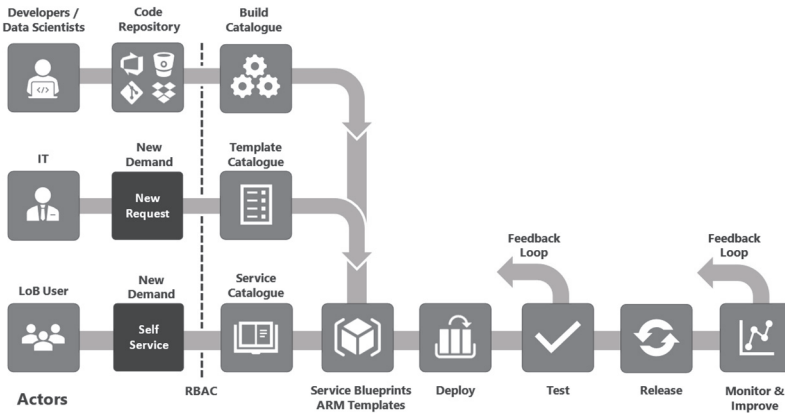 Developers /
Data Scientists
Code
Repository
Build
Catalogue
</>
IT
New
Demand
Template
Catalogue
New
Request
Feedback
Loop
Feedback
Loop
LoB User
New
Demand
Service
Catalogue
Self
Service
Actors
RBAC
Service Blueprints
ARM Templates
Deploy
Test
Release
Monitor &
Improve